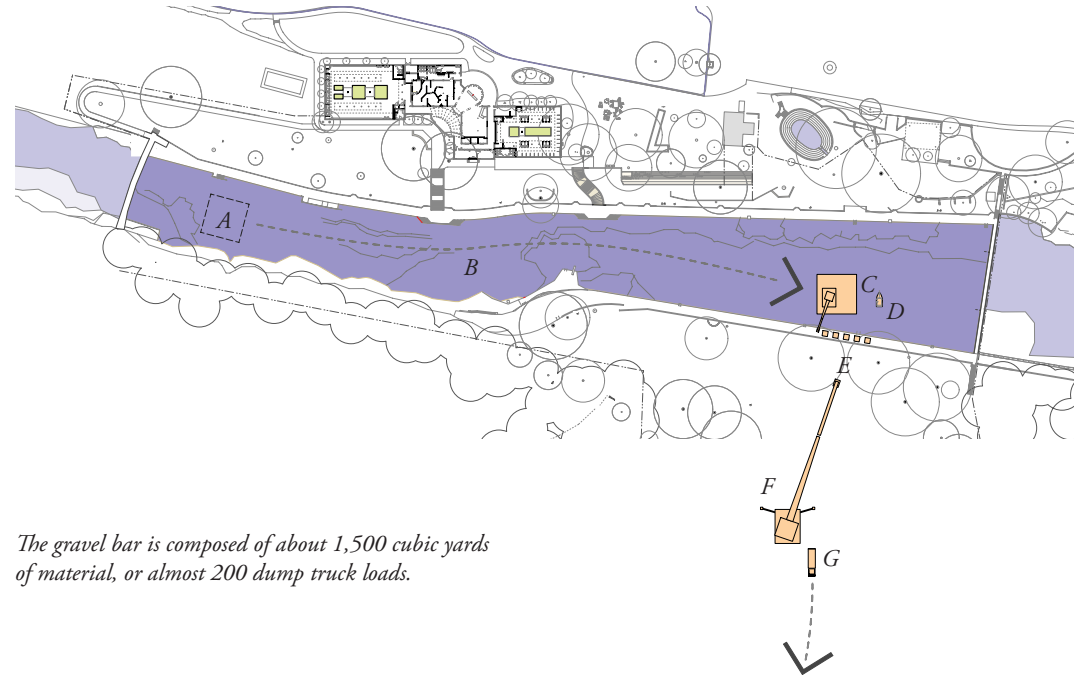 A
B
C
D
E
F
G
The gravel bar is composed of about 1,500 cubic yards
of material, or almost 200 dump truck loads.